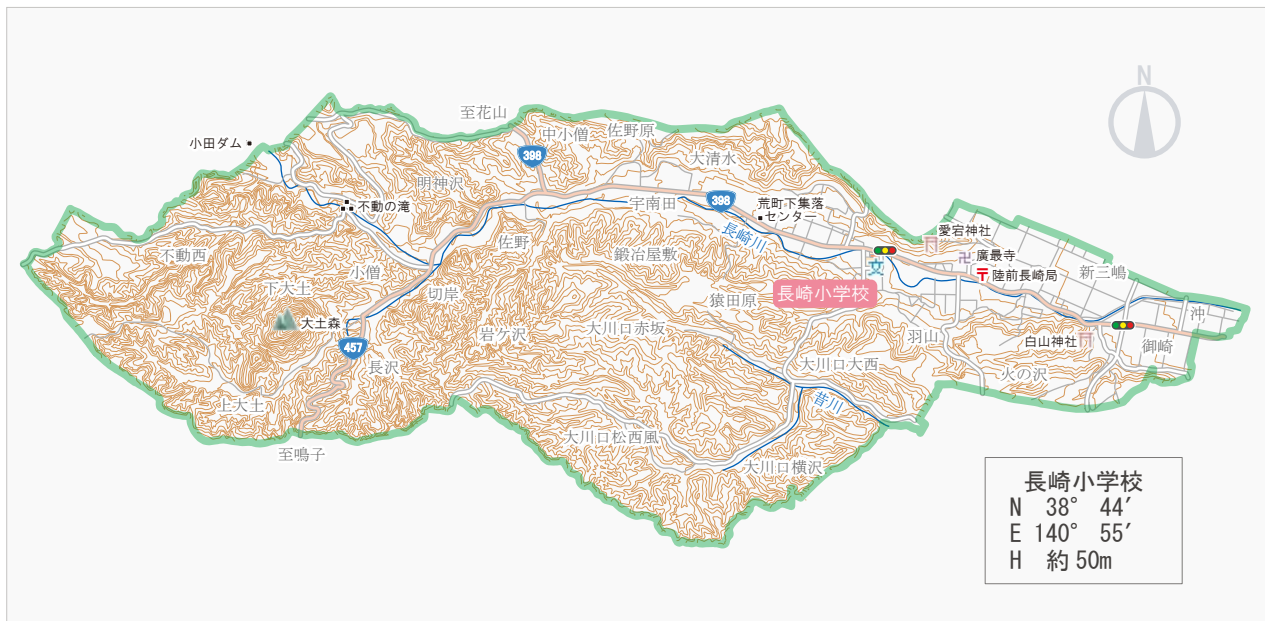 N
至花山
中小僧
佐野原
小田ダム
398
大清水
明神沢
398
不動の滝
宇南田
荒町下集落
センター
愛宕神社
長崎川
佐野
不動西
鍛冶屋敷
廣最寺
小僧
文
新三嶋
陸前長崎局
下大土
切岸
猿田原
長崎小学校
沖
大土森
岩ケ沢
大川口赤坂
羽山
白山神社
御崎
457
長沢
大川口大西
火の沢
上大土
昔川
大川口松西風
至鳴子
大川口横沢
長崎小学校
N 38° 44′
E 140° 55′
H 約50m